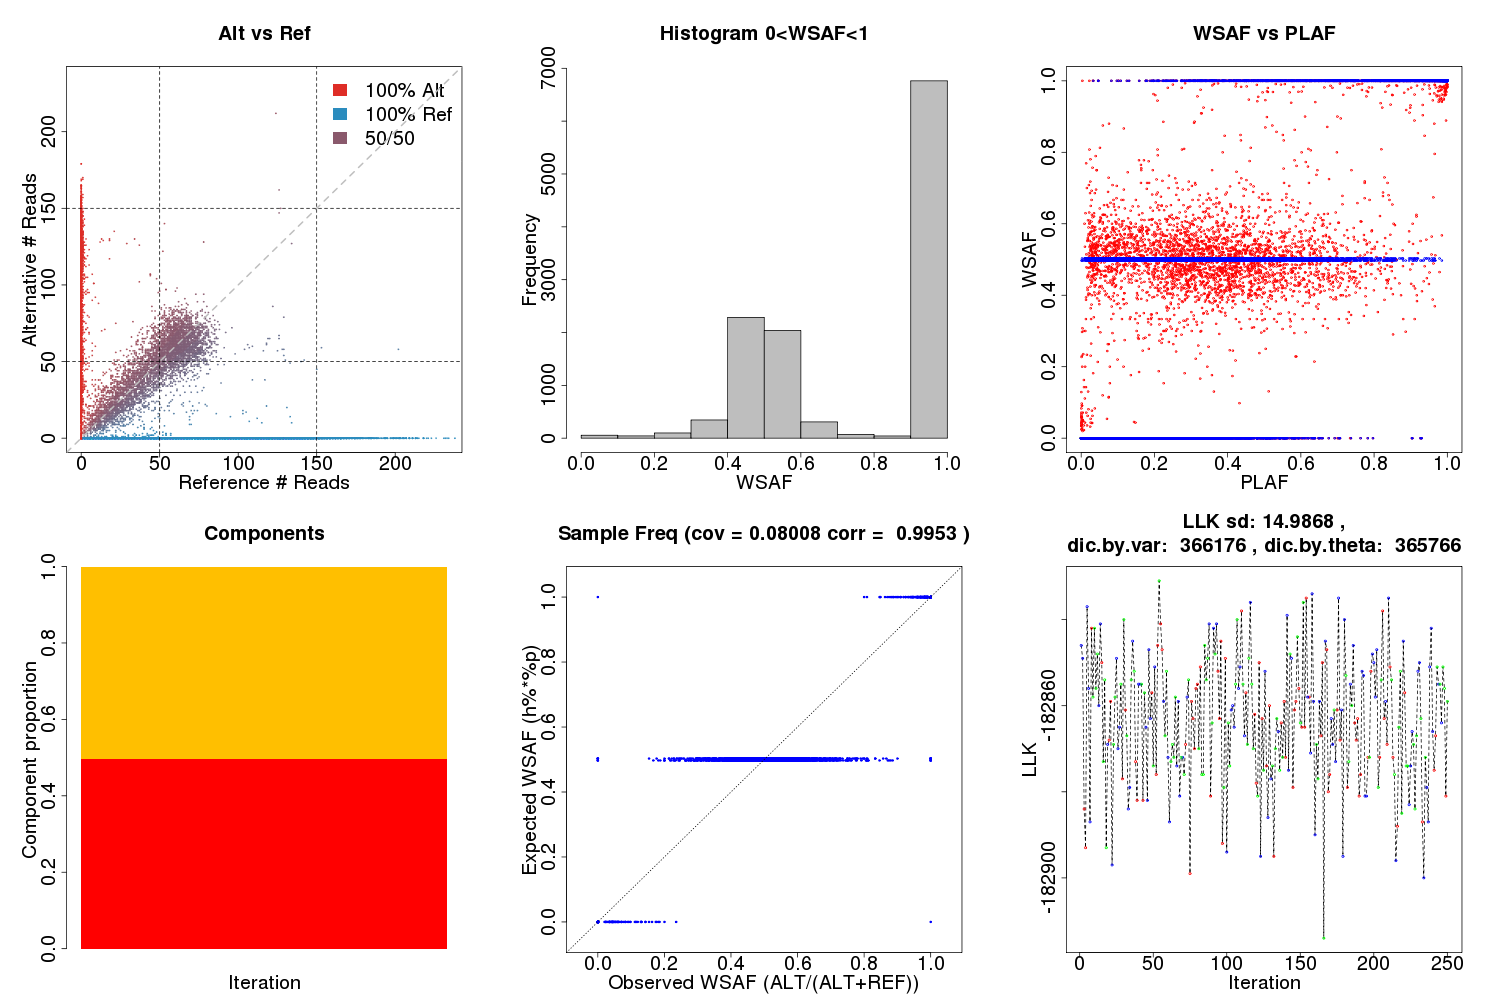 Alt vs Ref
100% Alt
100% Ref
50/50
Alternative # Reads
0 50 100 150 200
0 50 100 150 200
Reference # Reads
Histogram 0<WSAF<1
Frequency
0 1000 3000 5000 7000
0.0 0.2 0.4 0.6 0.8 1.0
WSAF
WSAF vs PLAF
WSAF
0.0 0.2 0.4 0.6 0.8 1.0
0.0 0.2 0.4 0.6 0.8 1.0
PLAF
Components
Component proportion
0.0 0.2 0.4 0.6 0.8 1.0
Iteration
Sample Freq (cov = 0.08008 corr = 0.9953 )
Expected WSAF (h%*%p)
0.0 0.2 0.4 0.6 0.8 1.0
0.0 0.2 0.4 0.6 0.8 1.0
Observed WSAF (ALT/(ALT+REF))
LLK sd: 14.9868 ,
dic.by.var: 366176 , dic.by.theta: 365766
LLK
-182900 -182860
0 50 100 150 200 250
Iteration